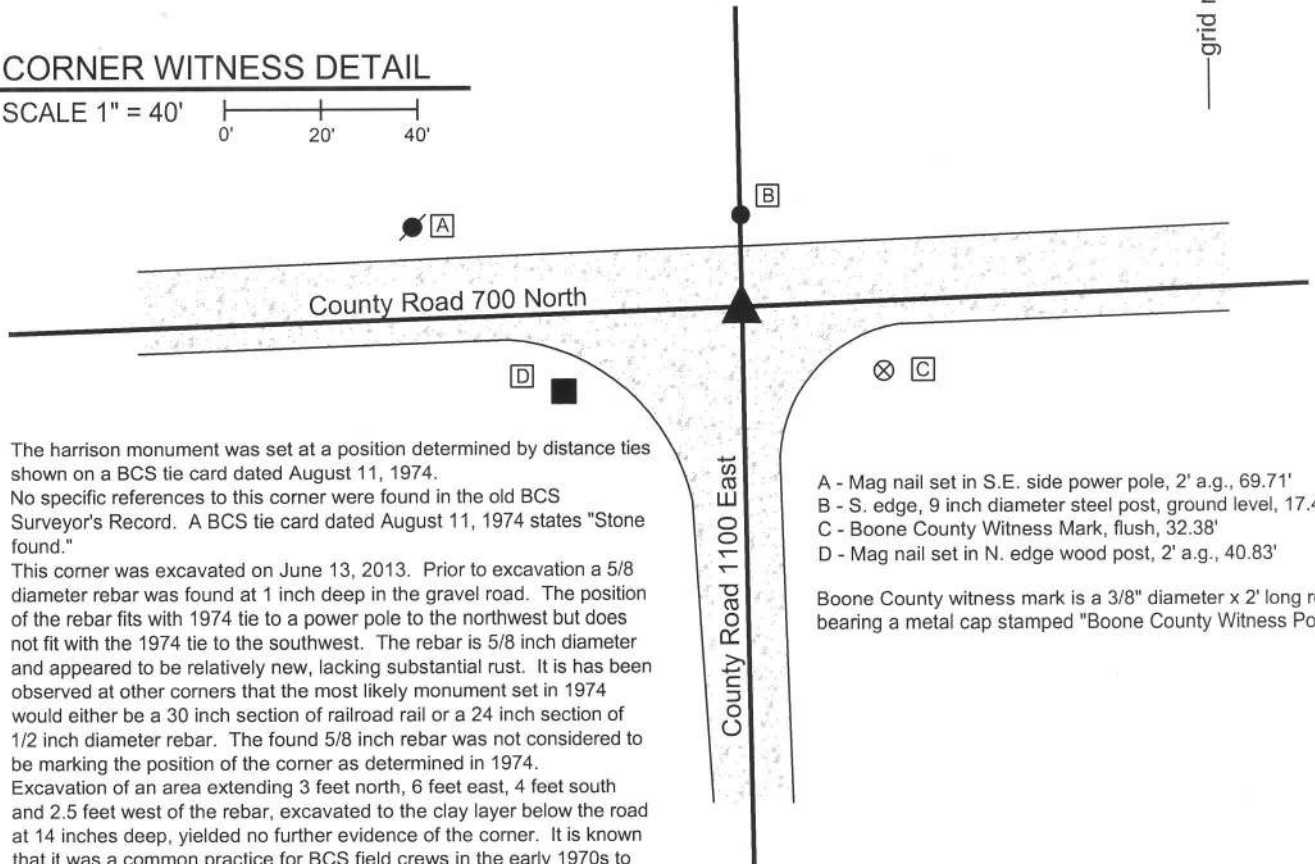 CORNER WITNESS DETAIL
SCALE 1" = 40'
0' 20' 40'
grid
A
B
County Road 700 North
D
C
County Road 1100 East
The harrison monument was set at a position determined by distance ties
shown on a BCS tie card dated August 11, 1974.
No specific references to this corner were found in the old BCS
Surveyor's Record. A BCS tie card dated August 11, 1974 states "Stone
found."
This corner was excavated on June 13, 2013. Prior to excavation a 5/8
diameter rebar was found at 1 inch deep in the gravel road. The position
of the rebar fits with 1974 tie to a power pole to the northwest but does
not fit with the 1974 tie to the southwest. The rebar is 5/8 inch diameter
and appeared to be relatively new, lacking substantial rust. It is has been
observed at other corners that the most likely monument set in 1974
would either be a 30 inch section of railroad rail or a 24 inch section of
1/2 inch diameter rebar. The found 5/8 inch rebar was not considered to
be marking the position of the corner as determined in 1974.
Excavation of an area extending 3 feet north, 6 feet east, 4 feet south
and 2.5 feet west of the rebar, excavated to the clay layer below the road
at 14 inches deep, yielded no further evidence of the corner. It is known
that it was a common practice for BCS field crews in the early 1970s to
A - Mag nail set in S.E. side power pole, 2' a.g., 69.71'
B - S. edge, 9 inch diameter steel post, ground level, 17.4
C - Boone County Witness Mark, flush, 32.38'
D - Mag nail set in N. edge wood post, 2' a.g., 40.83'
Boone County witness mark is a 3/8" diameter x 2' long
bearing a metal cap stamped "Boone County Witness